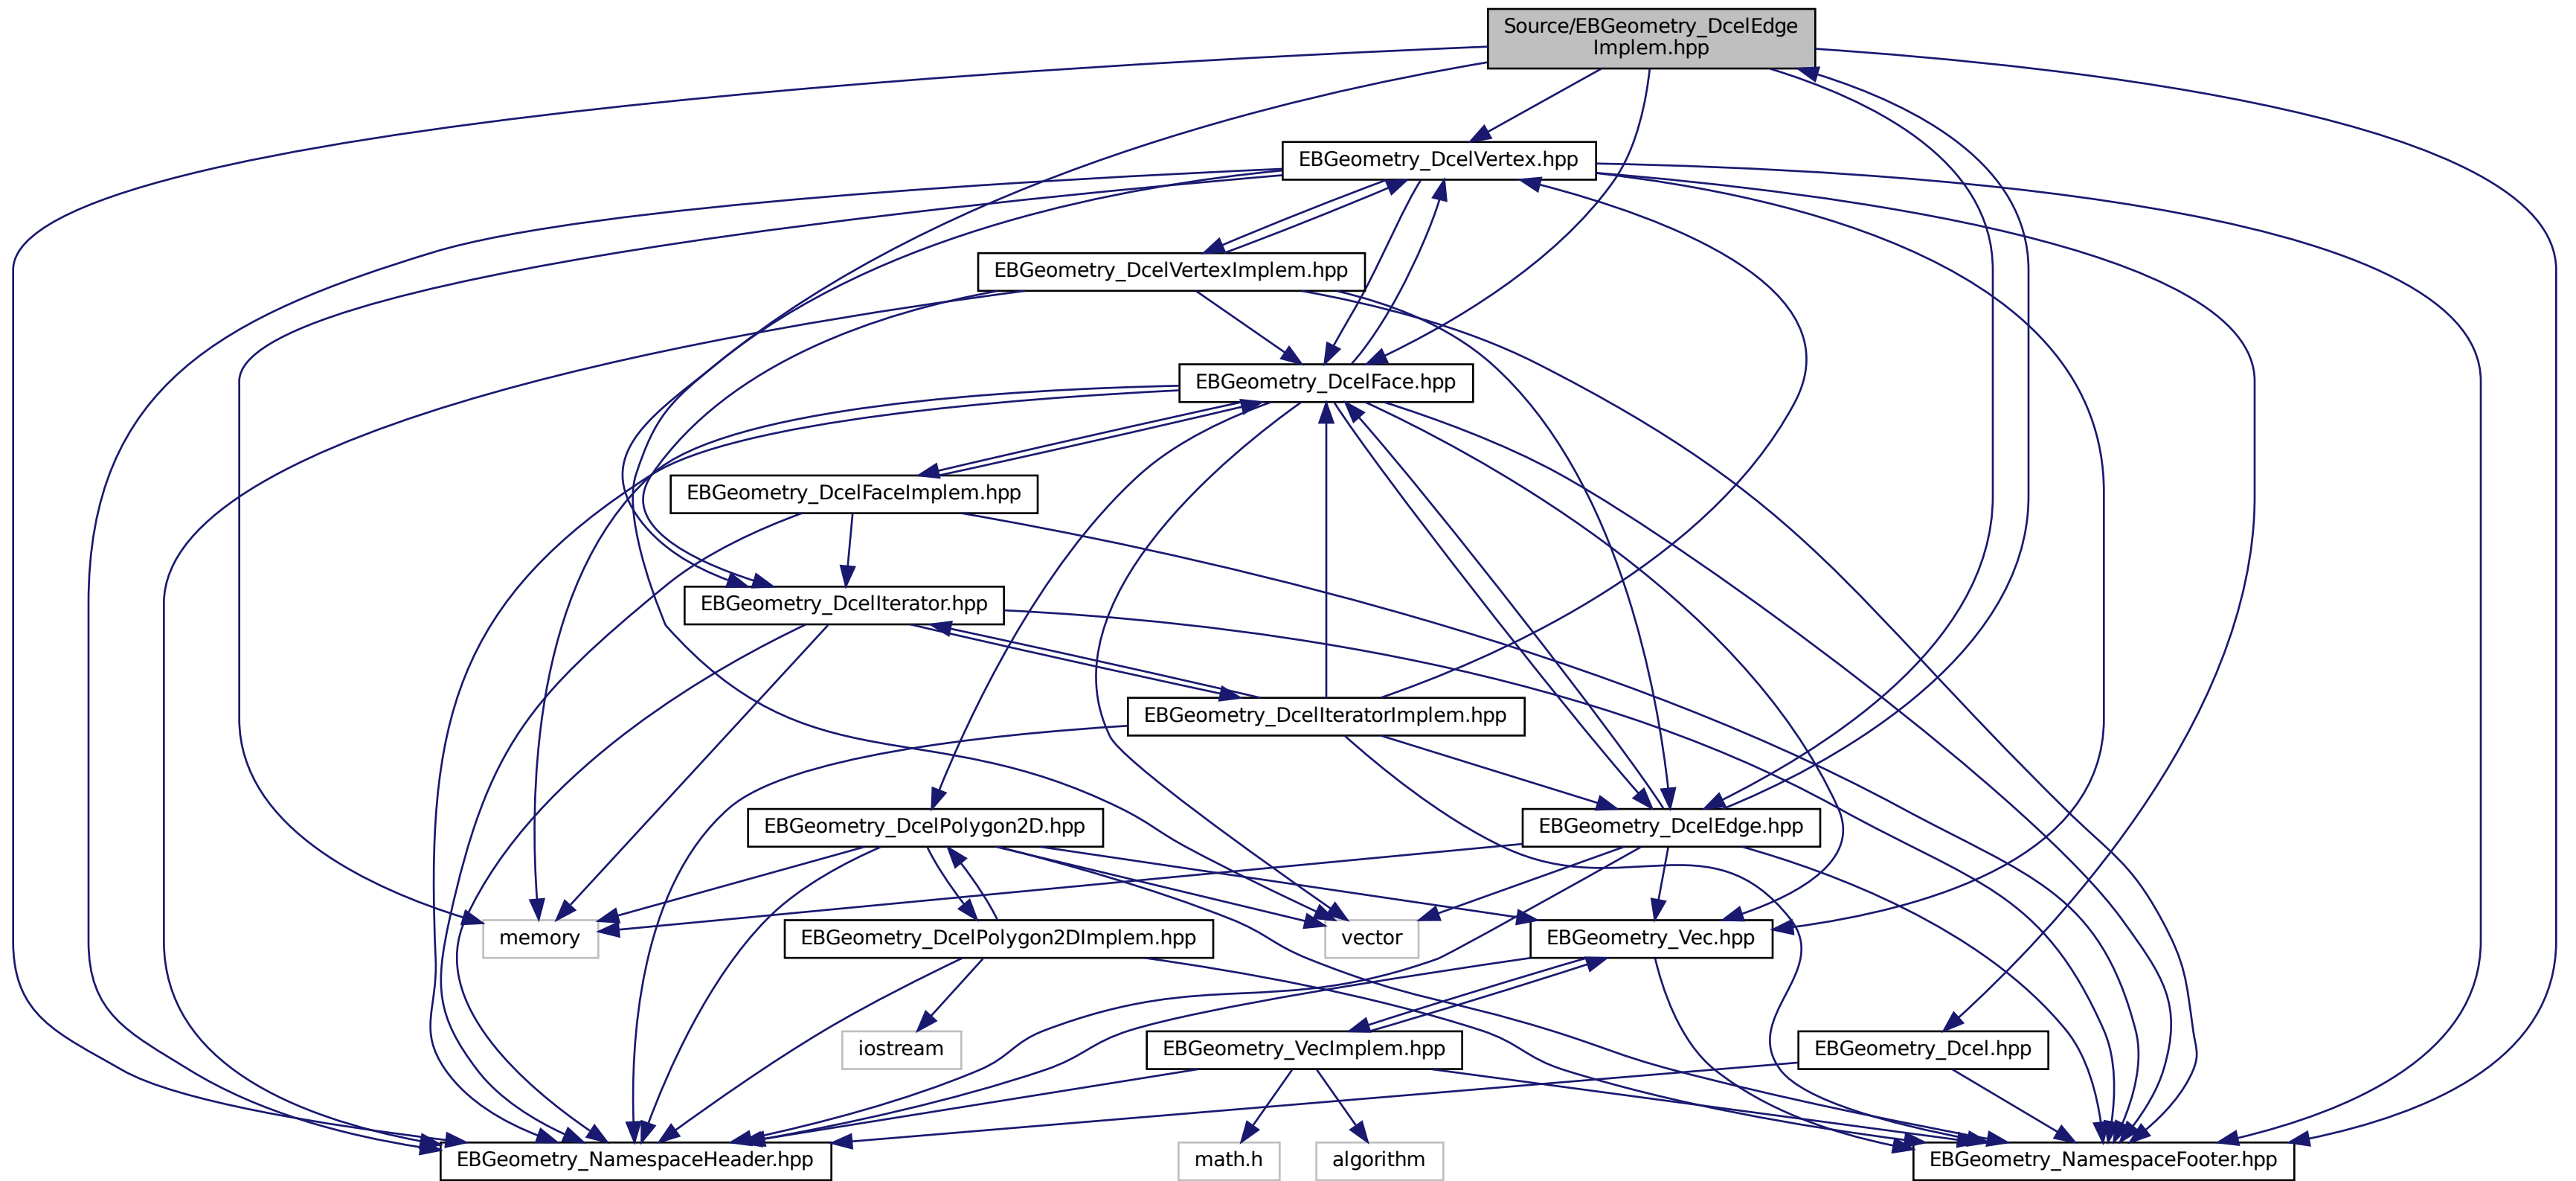 Source/EBGeometry_DcelEdge
Implem.hpp
EBGeometry_DcelVertex.hpp
EBGeometry_DcelVertexImplem.hpp
EBGeometry_DcelFace.hpp
EBGeometry_DcelFaceImplem.hpp
EBGeometry_DcelIterator.hpp
EBGeometry_DcelIteratorImplem.hpp
EBGeometry_DcelPolygon2D.hpp
EBGeometry_DcelEdge.hpp
memory
EBGeometry_DcelPolygon2DImplem.hpp
vector
EBGeometry_Vec.hpp
iostream
EBGeometry_VecImplem.hpp
EBGeometry_Dcel.hpp
EBGeometry_NamespaceHeader.hpp
math.h
algorithm
EBGeometry_NamespaceFooter.hpp